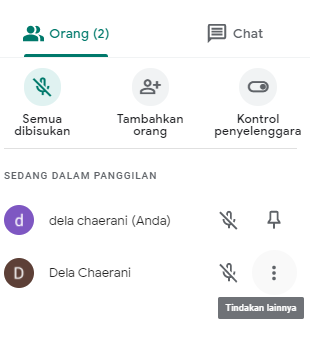 Orang (2)
Chat
Semua dibisukan
Tambahkan orang
Kontrol penyelenggara
SEDANG DALAM PANGGILAN
d
dela chaerani (Anda)
D
Dela Chaerani
Tindakan lainnya